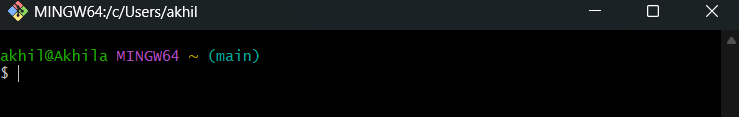 MINGW64:/c/Users/akhil
akhil@Akhila MINGW64 ~ (main)
$